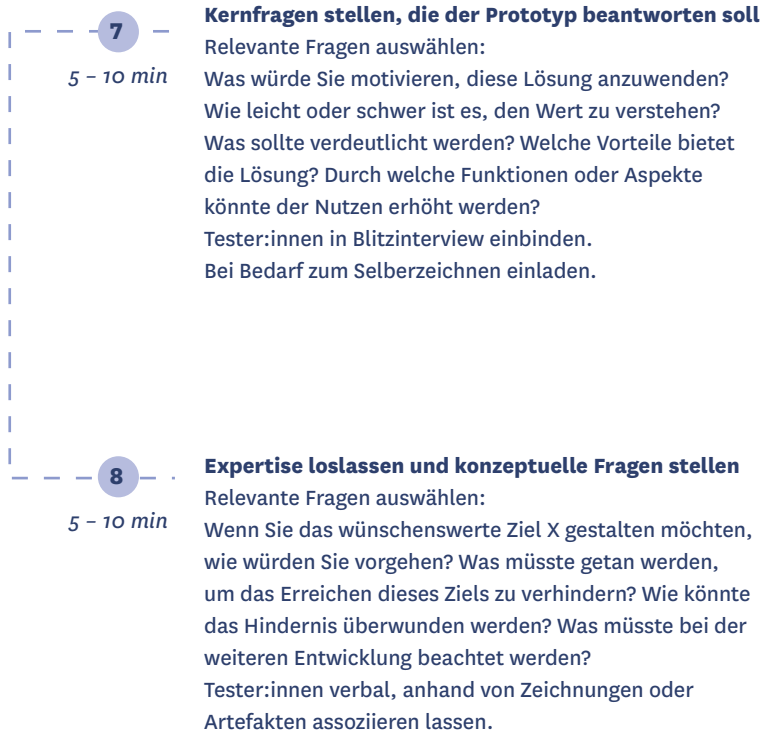 7
5 – 10 min
Kernfragen stellen, die der Prototyp beantworten soll
Relevante Fragen auswählen:
Was würde Sie motivieren, diese Lösung anzuwenden?
Wie leicht oder schwer ist es, den Wert zu verstehen?
Was sollte verdeutlicht werden? Welche Vorteile bietet
die Lösung? Durch welche Funktionen oder Aspekte
könnte der Nutzen erhöht werden?
Tester:innen in Blitzinterview einbinden.
Bei Bedarf zum Selberzeichnen einladen.
8
5 – 10 min
Expertise loslassen und konzeptuelle Fragen stellen
Relevante Fragen auswählen:
Wenn Sie das wünschenswerte Ziel X gestalten möchten,
wie würden Sie vorgehen? Was müsste getan werden,
um das Erreichen dieses Ziels zu verhindern? Wie könnte
das Hindernis überwunden werden? Was müsste bei der
weiteren Entwicklung beachtet werden?
Tester:innen verbal, anhand von Zeichnungen oder
Artefakten assoziieren lassen.